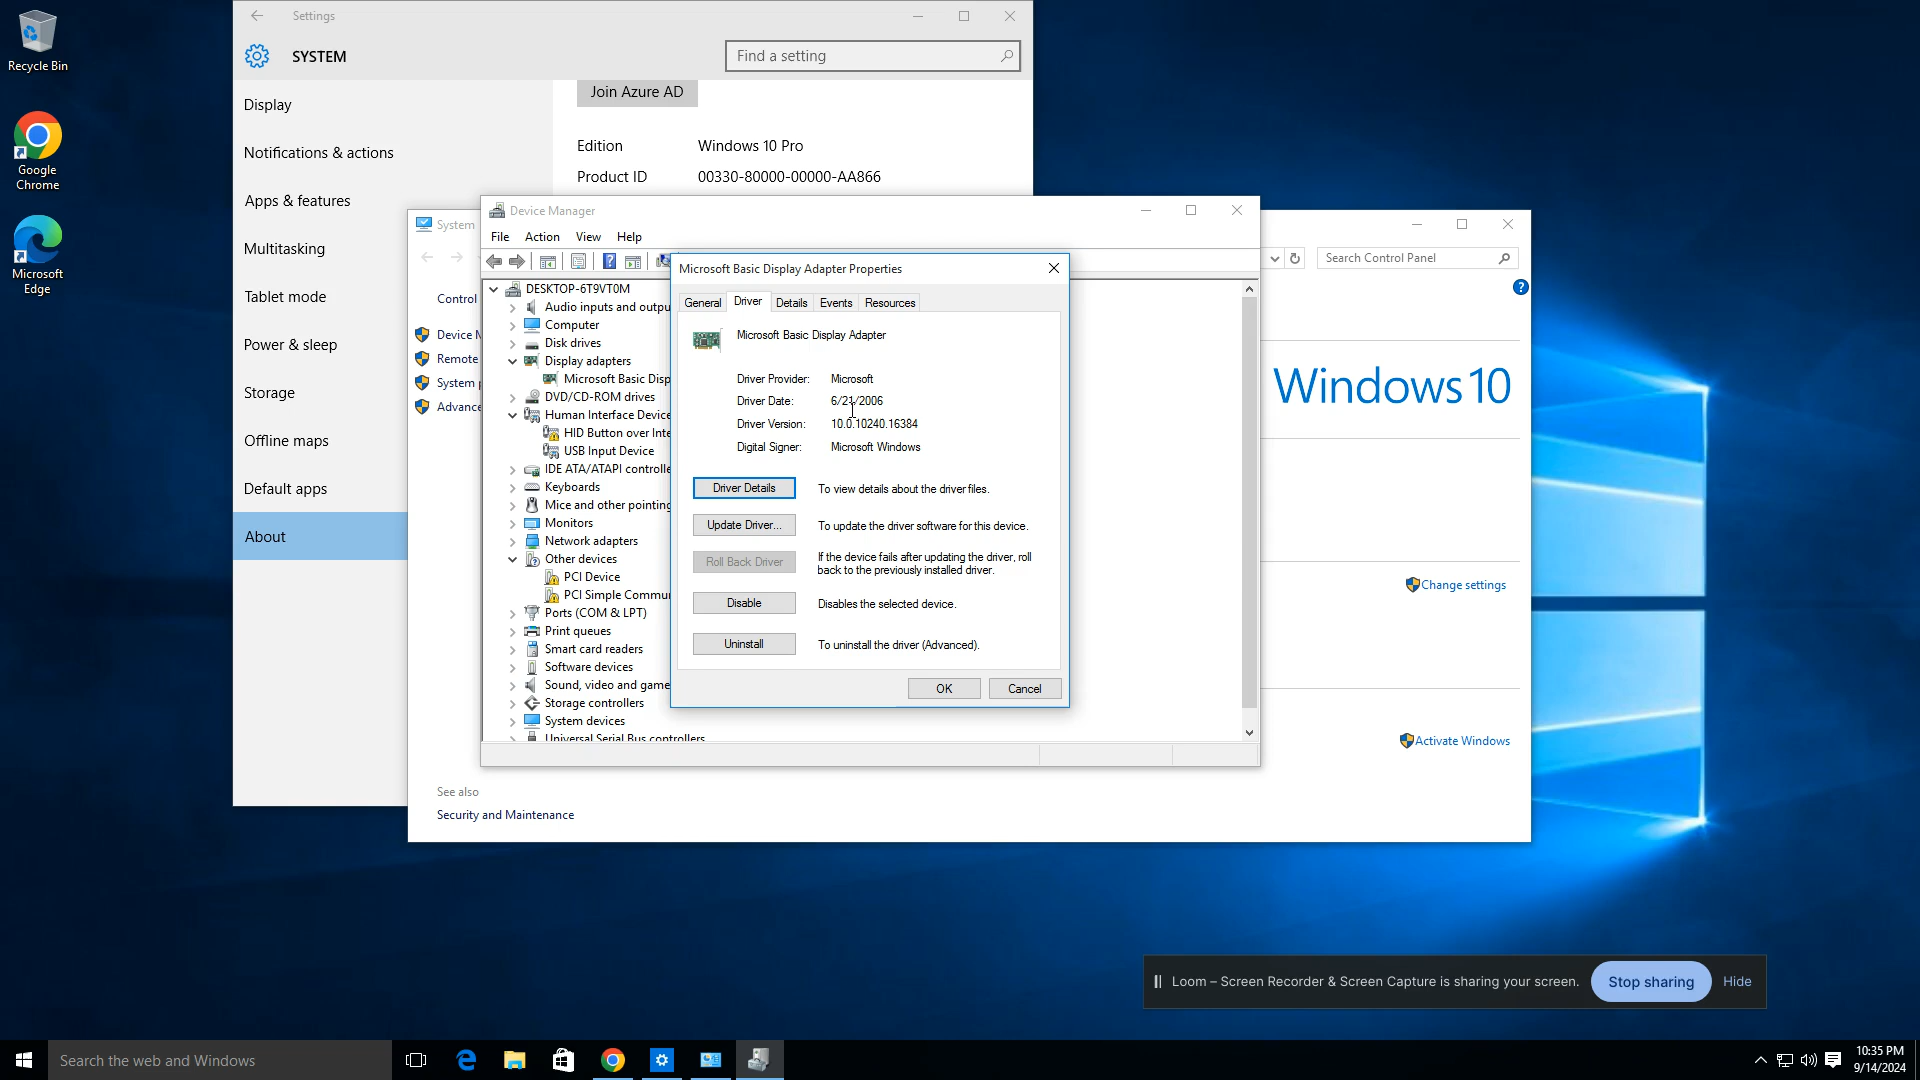 Recycle Bin
Google
Chrome
Microsoft
Edge
Settings
SYSTEM
Find a setting
Display
Notifications & actions
Apps & features
Multitasking
Tablet mode
Power & sleep
Storage
Offline maps
Default apps
About
Join Azure AD
Edition Windows 10 Pro
Product ID 00330-80000-00000-AA866
System
Search Control Panel
Control
Device M
Remote
System p
Advance
See also
Security and Maintenance
Windows 10
Change settings
Activate Windows
Device Manager
File Action View Help
DESKTOP-6T9VT0M
Audio inputs and outpu
Computer
Disk drives
Display adapters
Microsoft Basic Disp
DVD/CD-ROM drives
Human Interface Device
HID Button over Inte
USB Input Device
IDE ATA/ATAPI controlle
Keyboards
Mice and other pointing
Monitors
Network adapters
Other devices
PCI Device
PCI Simple Commu
Ports (COM & LPT)
Print queues
Smart card readers
Software devices
Sound, video and game
Storage controllers
System devices
Universal Serial Bus controllers
Microsoft Basic Display Adapter Properties
General Driver Details Events Resources
Microsoft Basic Display Adapter
Driver Provider: Microsoft
Driver Date: 6/21/2006
Driver Version: 10.0.10240.16384
Digital Signer: Microsoft Windows
Driver Details To view details about the driver files.
Update Driver... To update the driver software for this device.
Roll Back Driver If the device fails after updating the driver, roll
back to the previously installed driver.
Disable Disables the selected device.
Uninstall To uninstall the driver (Advanced).
OK Cancel
Loom – Screen Recorder & Screen Capture is sharing your screen. Stop sharing Hide
Search the web and Windows
10:35 PM
9/14/2024